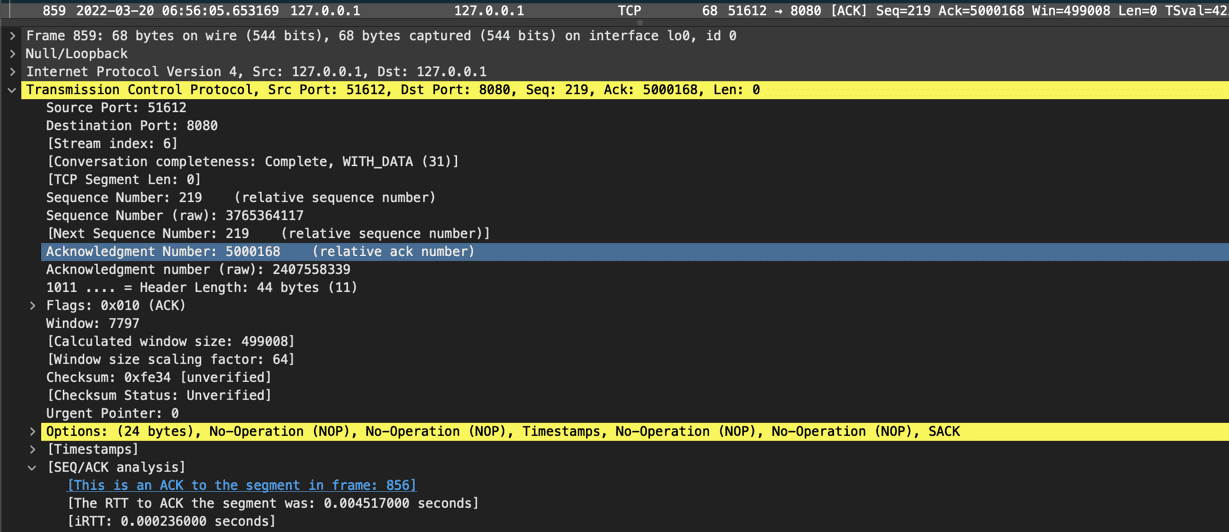 859 2022-03-20 06:56:05.653169 127.0.0.1 127.0.0.1 TCP 68 51612 → 8080 [ACK] Seq=219 Ack=5000168 Win=499008 Len=0 TSval=42
Frame 859: 68 bytes on wire (544 bits), 68 bytes captured (544 bits) on interface lo0, id 0
Null/Loopback
Internet Protocol Version 4, Src: 127.0.0.1, Dst: 127.0.0.1
Transmission Control Protocol, Src Port: 51612, Dst Port: 8080, Seq: 219, Ack: 5000168, Len: 0
Source Port: 51612
Destination Port: 8080
[Stream index: 6]
[Conversation completeness: Complete, WITH_DATA (31)]
[TCP Segment Len: 0]
Sequence Number: 219 (relative sequence number)
Sequence Number (raw): 3765364117
[Next Sequence Number: 219 (relative sequence number)]
Acknowledgment Number: 5000168 (relative ack number)
Acknowledgment number (raw): 2407558339
1011 .... = Header Length: 44 bytes (11)
Flags: 0x010 (ACK)
Window: 7797
[Calculated window size: 499008]
[Window size scaling factor: 64]
Checksum: 0xfe34 [unverified]
[Checksum Status: Unverified]
Urgent Pointer: 0
Options: (24 bytes), No-Operation (NOP), No-Operation (NOP), Timestamps, No-Operation (NOP), No-Operation (NOP), SACK
[Timestamps]
[SEQ/ACK analysis]
[This is an ACK to the segment in frame: 856]
[The RTT to ACK the segment was: 0.004517000 seconds]
[iRTT: 0.000236000 seconds]